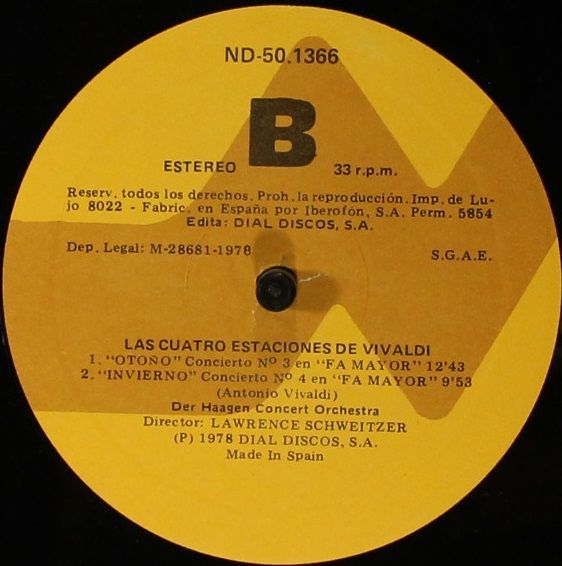 ND-50.1366
B
ESTEREO 33 r.p.m.
Reserv. todos los derechos. Proh. la reproducción. Imp. de Lu-
jo 8022 - Fabric. en España por Iberofon, S.A. Perm. 5854
Edita: DIAL DISCOS, S.A.
Dep. Legal: M-28681-1978 S.G.A.E.
LAS CUATRO ESTACIONES DE VIVALDI
1. "OTOÑO" Concierto Nº 3 en "FA MAYOR" 12'43
2. "INVIERNO" Concierto Nº 4 en "FA MAYOR" 9'53
(Antonio Vivaldi)
Der Haagen Concert Orchestra
Director: LAWRENCE SCHWEITZER
(P) 1978 DIAL DISCOS, S.A.
Made In Spain